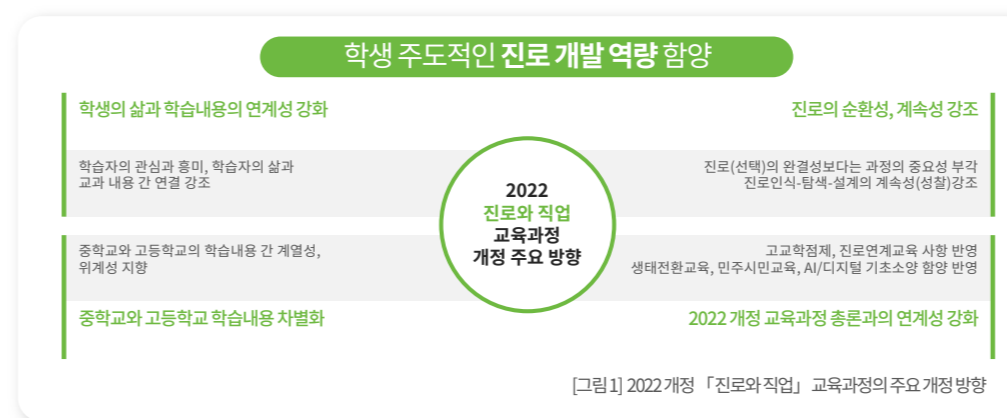 학생 주도적인 진로 개발 역량 함양
학생의 삶과 학습내용의 연계성 강화
학습자의 관심과 흥미, 학습자의 삶과
교과 내용 간 연결 강조
진로의 순환성, 계속성 강조
진로(선택)의 완결성보다는 과정의 중요성 부각
진로인식-탐색-설계의 계속성(성찰)강조
2022
진로와 직업
교육과정
개정 주요 방향
중학교와 고등학교의 학습내용 간 계열성,
위계성 지향
중학교와 고등학교 학습내용 차별화
고교학점제, 진로연계교육 사항 반영
생태전환교육, 민주시민교육, AI/디지털 기초소양 함양 반영
2022 개정 교육과정 총론과의 연계성 강화
[그림 1] 2022 개정 「진로와 직업」 교육과정의 주요 개정 방향